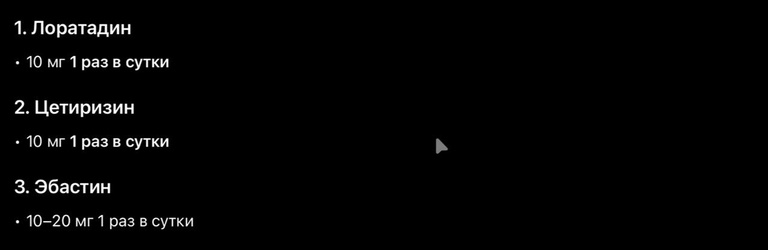 1. Лоратадин
• 10 мг 1 раз в сутки
2. Цетиризин
• 10 мг 1 раз в сутки
3. Эбастин
• 10–20 мг 1 раз в сутки